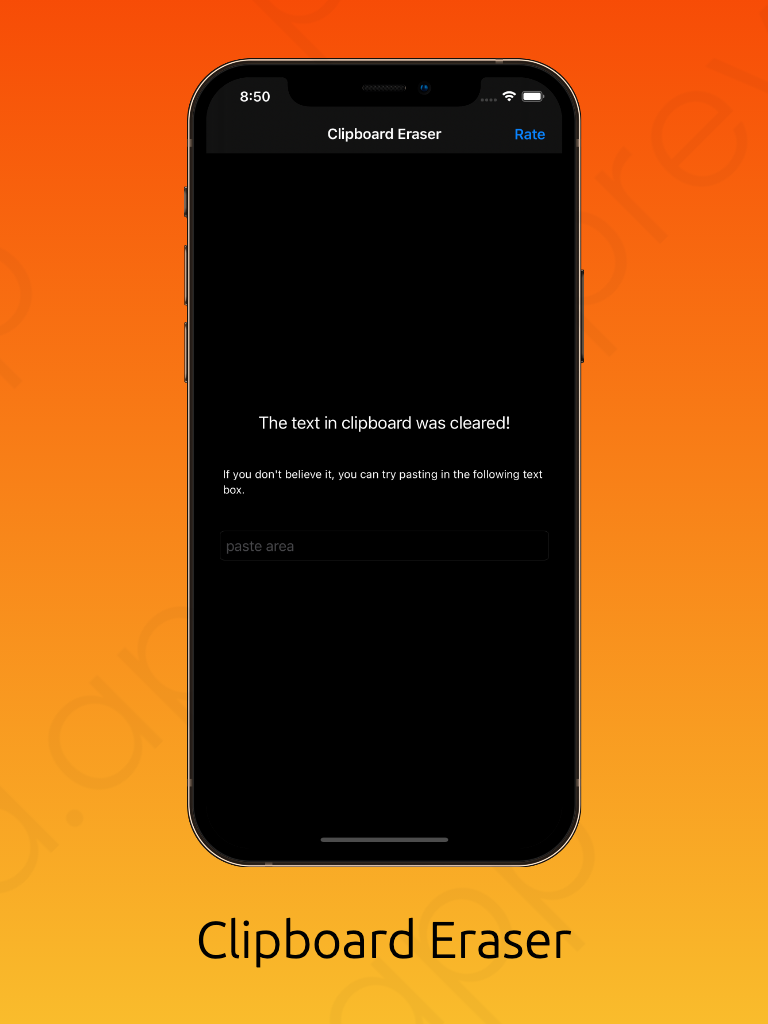 8:50
Clipboard Eraser
Rate
The text in clipboard was cleared!
If you don't believe it, you can try pasting in the following text
box.
paste area
Clipboard Eraser